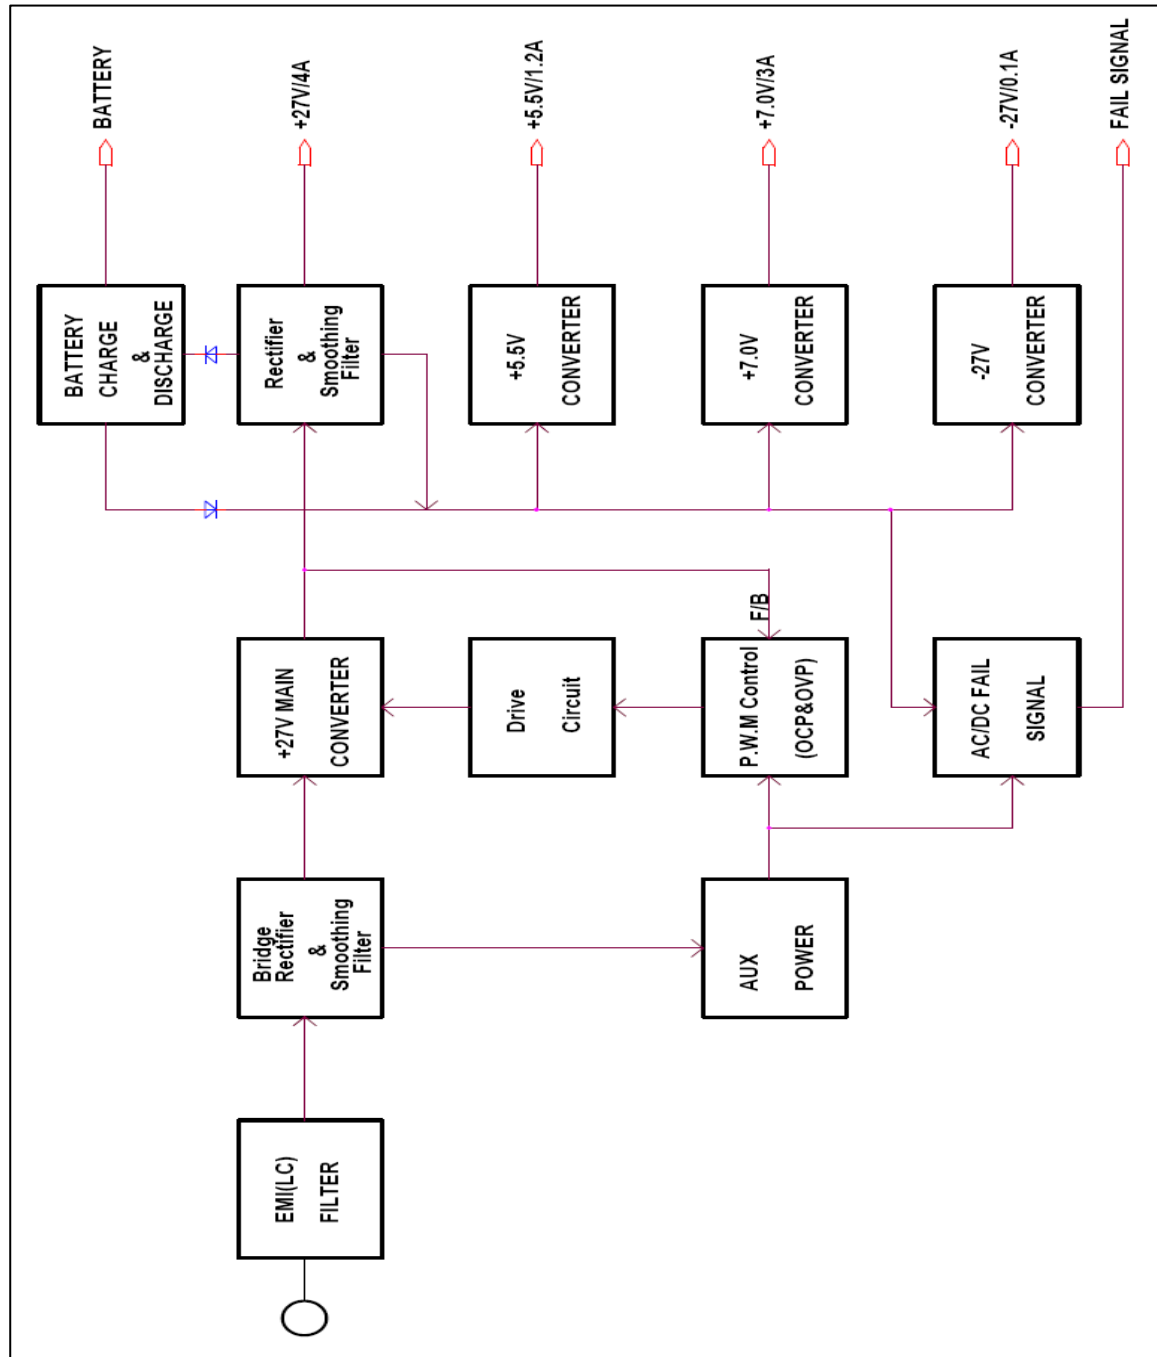 BATTERY
+27V/4A
+5.5V/1.2A
+7.0V/3A
-27V/0.1A
FAIL SIGNAL
BATTERY
CHARGE
&
DISCHARGE
Rectifier
&
Smoothing
Filter
+5.5V
CONVERTER
+7.0V
CONVERTER
-27V
CONVERTER
F/B
+27V MAIN
CONVERTER
Drive
Circuit
P.W.M Control
(OCP&OVP)
AC/DC FAIL
SIGNAL
Bridge
Rectifier
&
Smoothing
Filter
AUX
POWER
EMI(LC)
FILTER